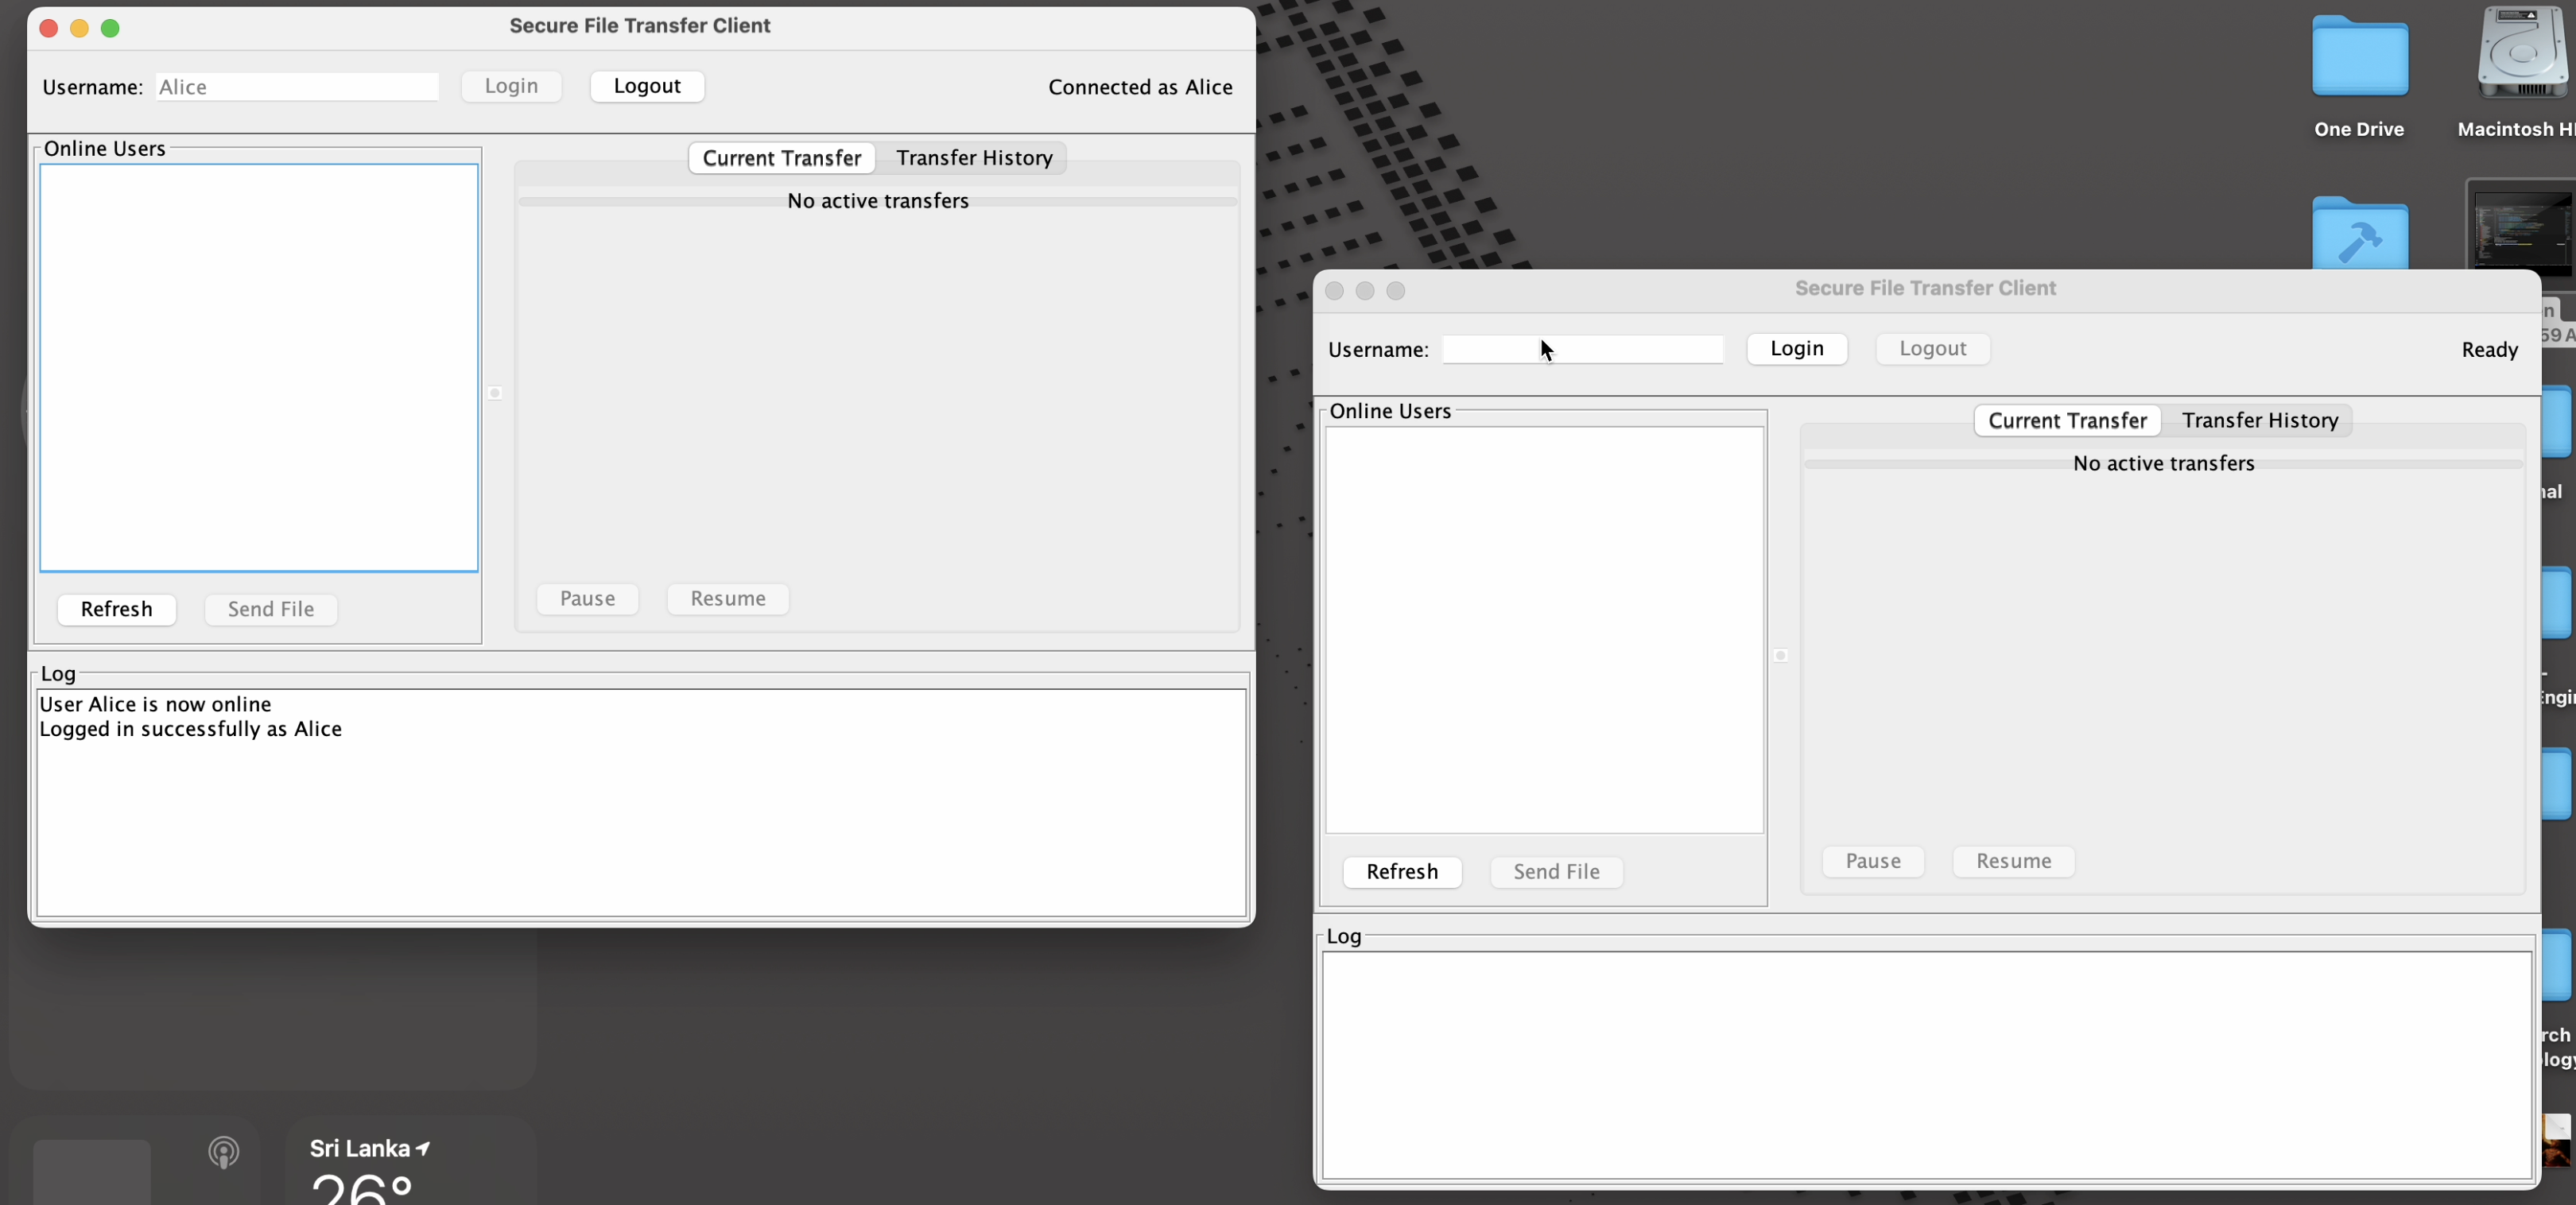 Secure File Transfer Client
Username: Alice Login Logout Connected as Alice
Online Users
Current Transfer Transfer History
No active transfers
Pause Resume
Refresh Send File
Log
User Alice is now online
Logged in successfully as Alice
Secure File Transfer Client
Username: Login Logout Ready
Online Users
Current Transfer Transfer History
No active transfers
Pause Resume
Refresh Send File
Log
One Drive
Macintosh H
Sri Lanka
26°